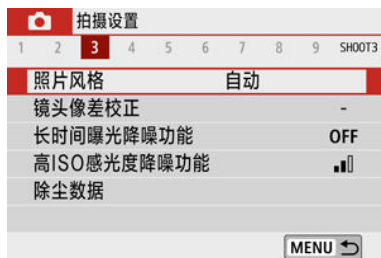 拍摄设置
1 2 3 4 5 6 7 8 9 SHOOT3
照片风格 自动
镜头像差校正 -
长时间曝光降噪功能 OFF
高ISO感光度降噪功能
除尘数据
MENU